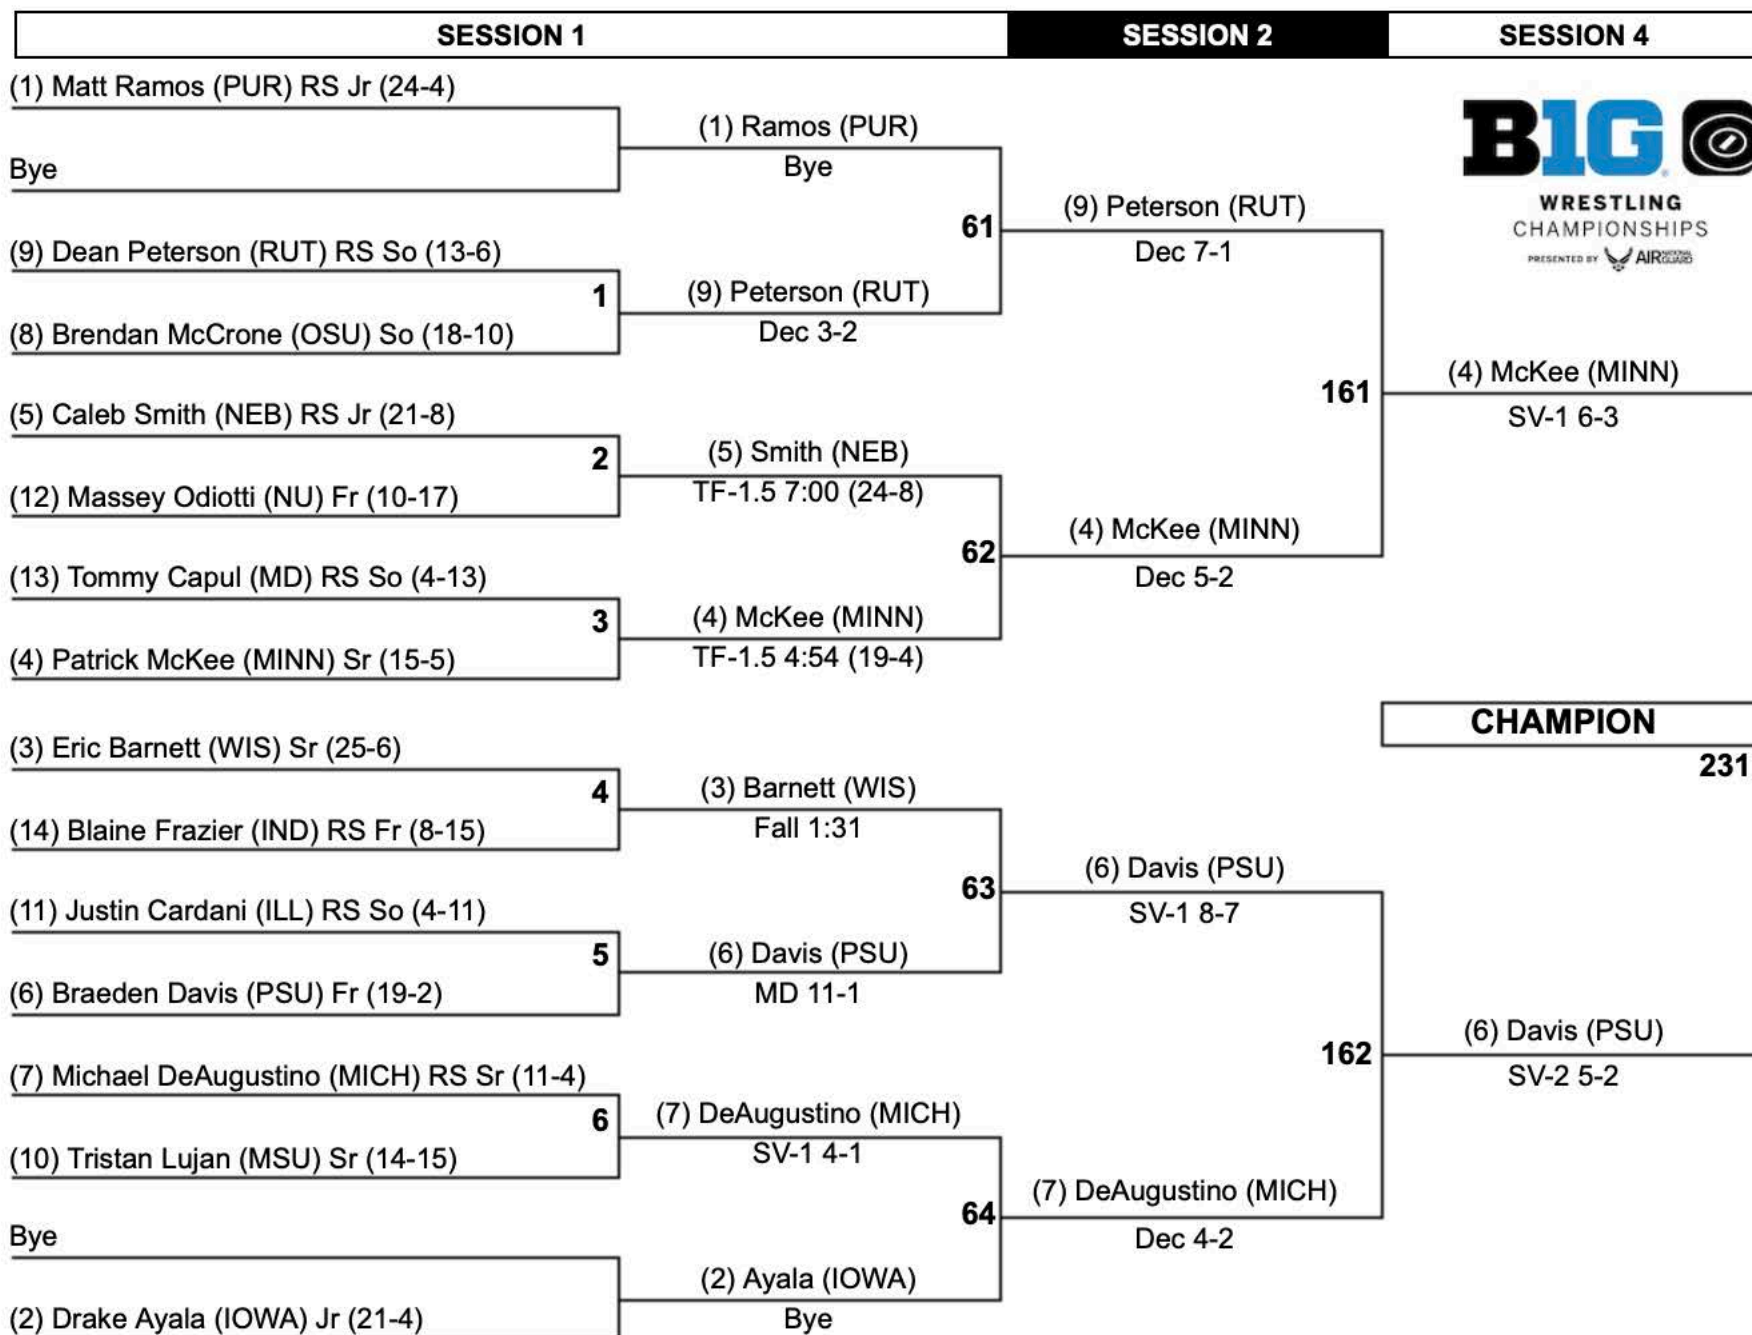 SESSION 1
SESSION 2
SESSION 4
(1) Matt Ramos (PUR) RS Jr (24-4)
Bye
(9) Dean Peterson (RUT) RS So (13-6)
1
(8) Brendan McCrone (OSU) So (18-10)
(5) Caleb Smith (NEB) RS Jr (21-8)
2
(12) Massey Odiotti (NU) Fr (10-17)
(13) Tommy Capul (MD) RS So (4-13)
3
(4) Patrick McKee (MINN) Sr (15-5)
(3) Eric Barnett (WIS) Sr (25-6)
4
(14) Blaine Frazier (IND) RS Fr (8-15)
(11) Justin Cardani (ILL) RS So (4-11)
5
(6) Braeden Davis (PSU) Fr (19-2)
(7) Michael DeAugustino (MICH) RS Sr (11-4)
6
(10) Tristan Lujan (MSU) Sr (14-15)
Bye
(2) Drake Ayala (IOWA) Jr (21-4)
(1) Ramos (PUR)
Bye
61
(9) Peterson (RUT)
Dec 3-2
(5) Smith (NEB)
TF-1.5 7:00 (24-8)
62
(4) McKee (MINN)
TF-1.5 4:54 (19-4)
(3) Barnett (WIS)
Fall 1:31
63
(6) Davis (PSU)
MD 11-1
(7) DeAugustino (MICH)
SV-1 4-1
64
(2) Ayala (IOWA)
Bye
(9) Peterson (RUT)
Dec 7-1
161
(4) McKee (MINN)
Dec 5-2
(6) Davis (PSU)
SV-1 8-7
162
(7) DeAugustino (MICH)
Dec 4-2
B1G
WRESTLING
CHAMPIONSHIPS
PRESENTED BY AIR NATIONAL GUARD
(4) McKee (MINN)
SV-1 6-3
CHAMPION
231
(6) Davis (PSU)
SV-2 5-2